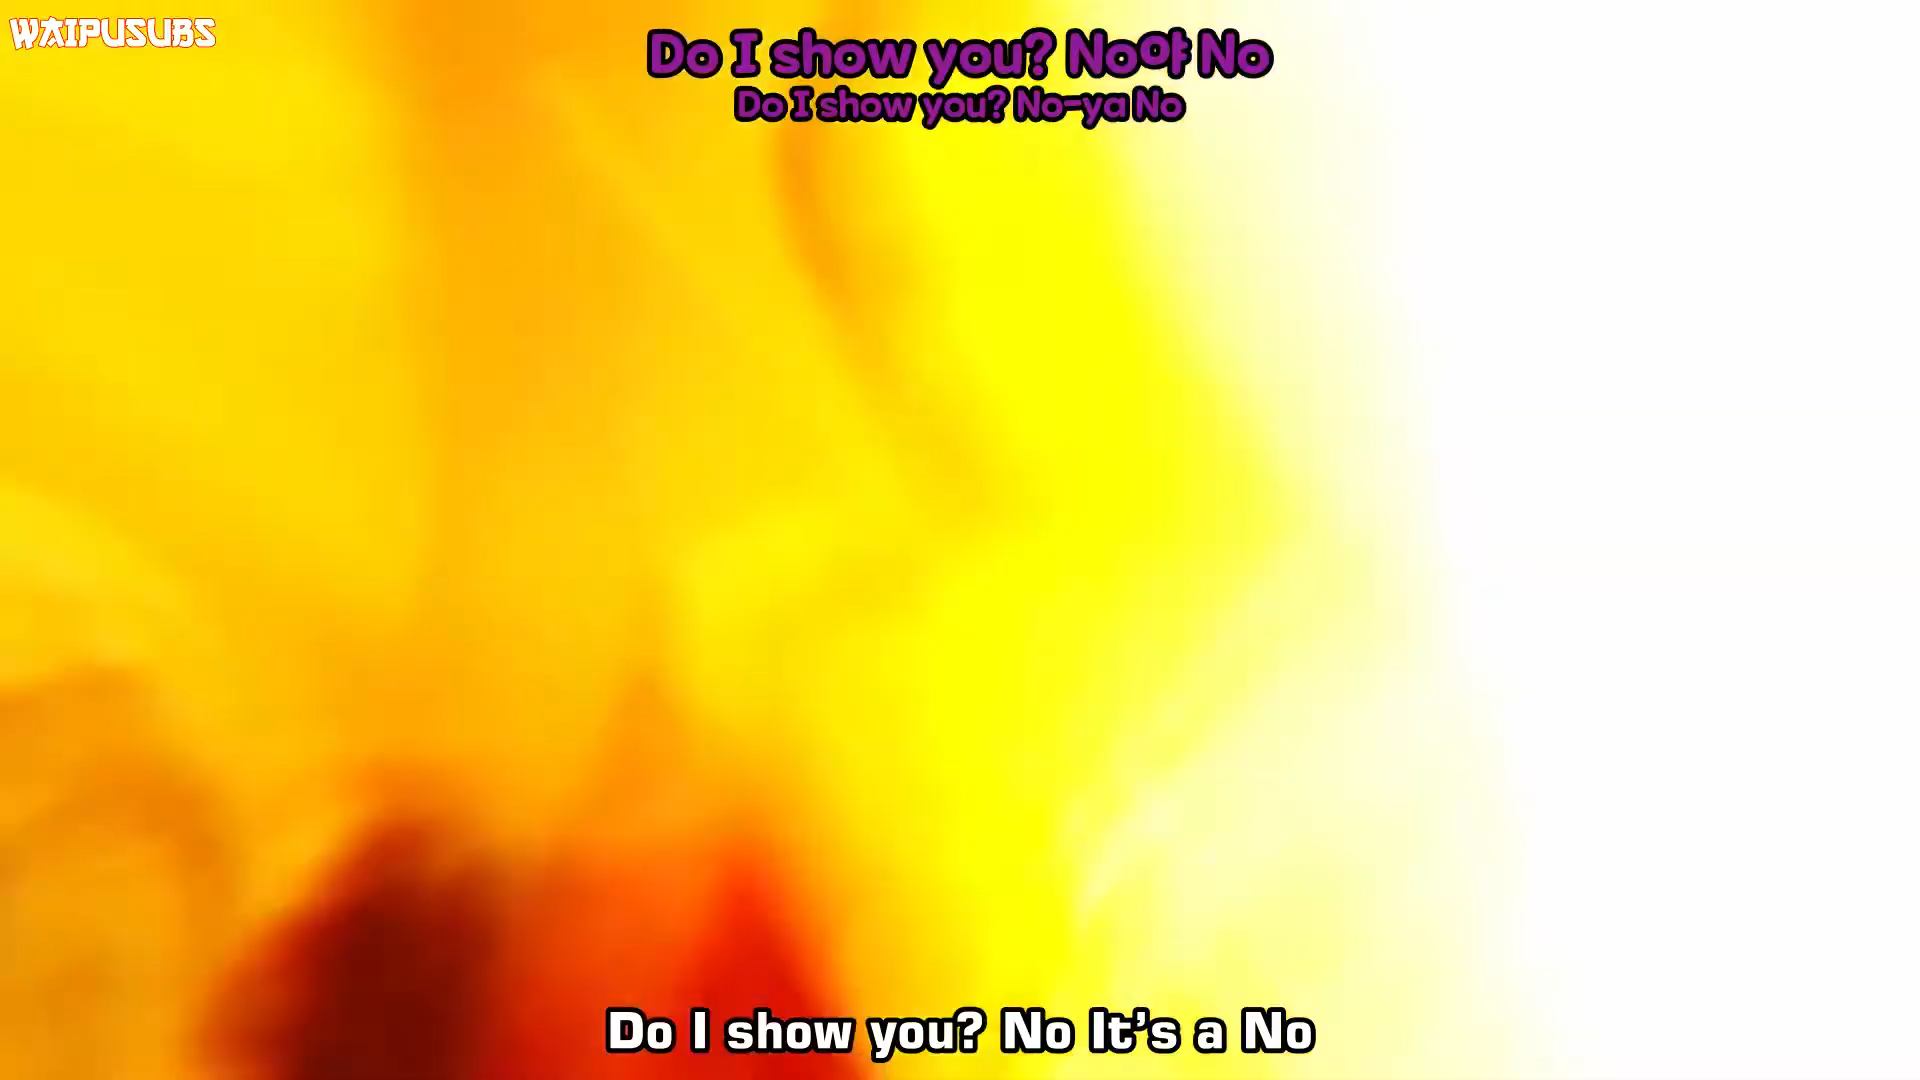 WAIPUSUBS
Do I show you? No야 No
Do I show you? No-ya No
Do I show you? No It's a No